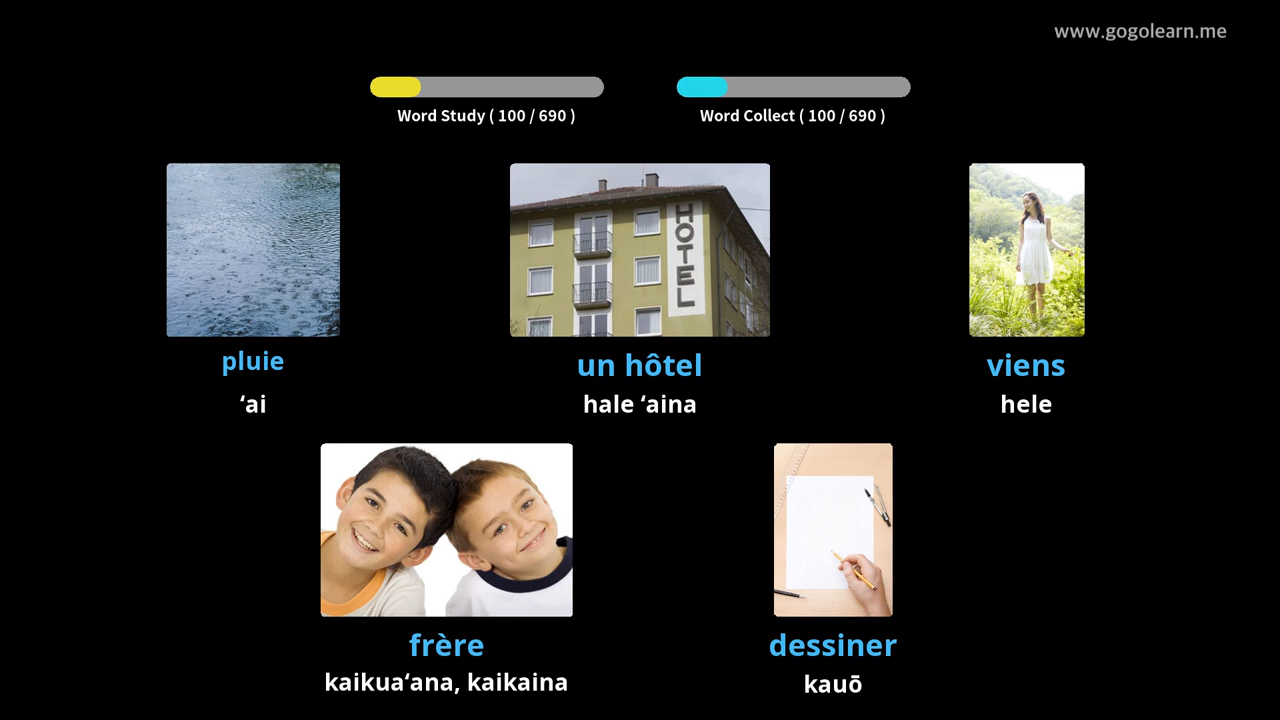 www.gogolearn.me
Word Study ( 100 / 690 )
Word Collect ( 100 / 690 )
HOTEL
pluie
ʻai
un hôtel
hale ʻaina
viens
hele
frère
kaikuaʻana, kaikaina
dessiner
kauō